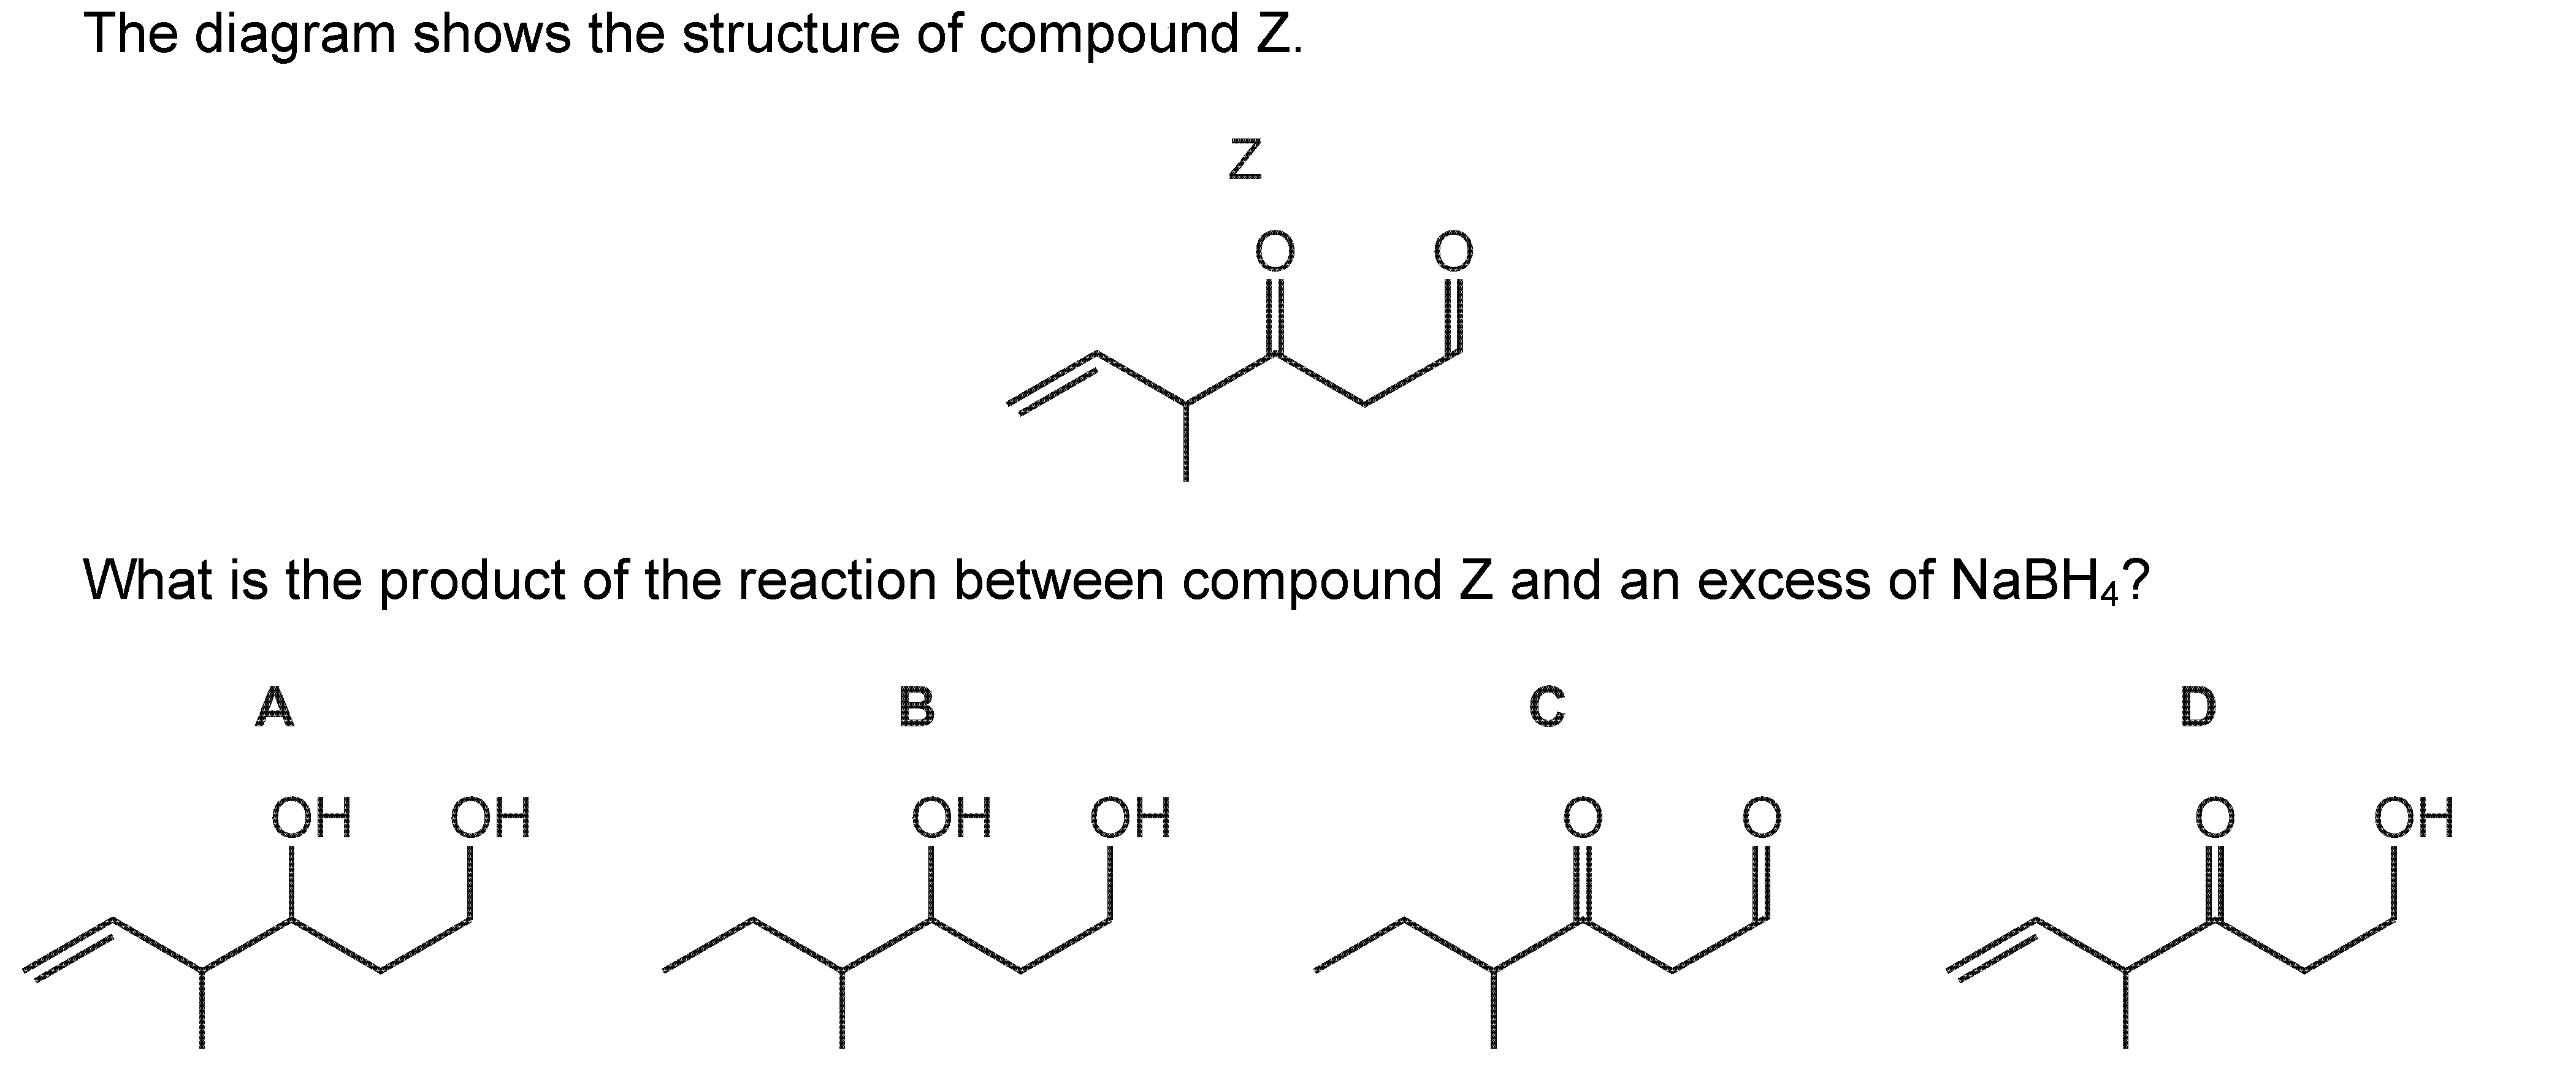 The diagram shows the structure of compound Z.
Z
O O
What is the product of the reaction between compound Z and an excess of NaBH₄?
A B C D
OH OH OH OH O O O OH